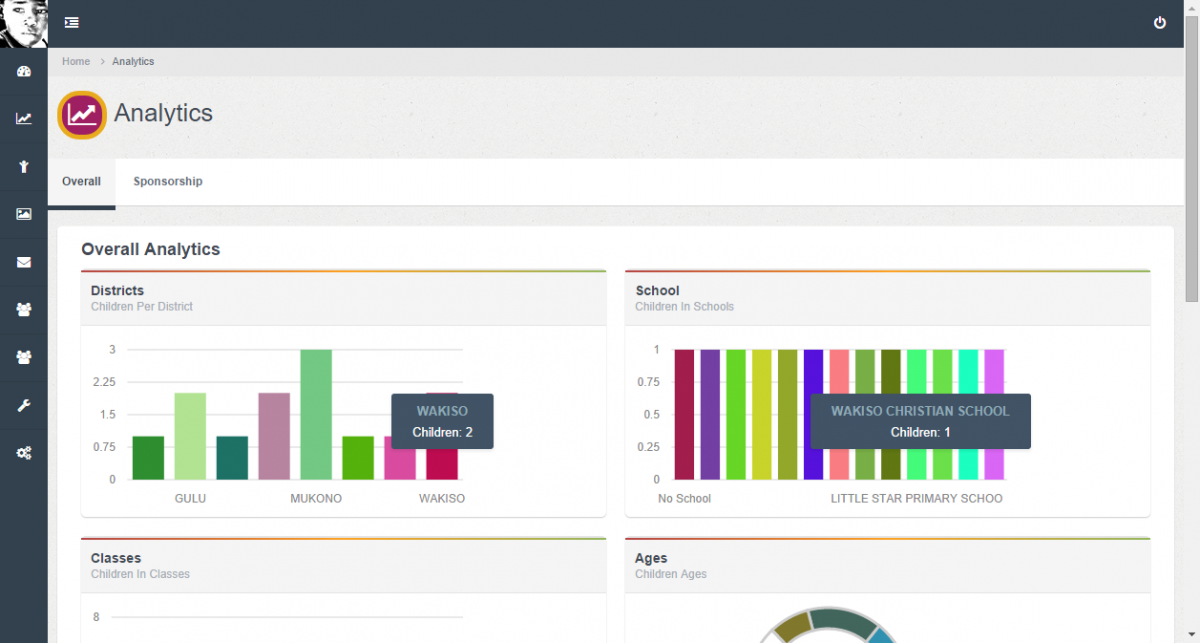 Home > Analytics
Analytics
Overall Sponsorship
Overall Analytics
Districts
Children Per District
3
2.25
1.5
0.75
0
GULU MUKONO WAKISO
WAKISO
Children: 2
School
Children In Schools
1
0.75
0.5
0.25
0
No School LITTLE STAR PRIMARY SCHOO
WAKISO CHRISTIAN SCHOOL
Children: 1
Classes
Children In Classes
8
Ages
Children Ages